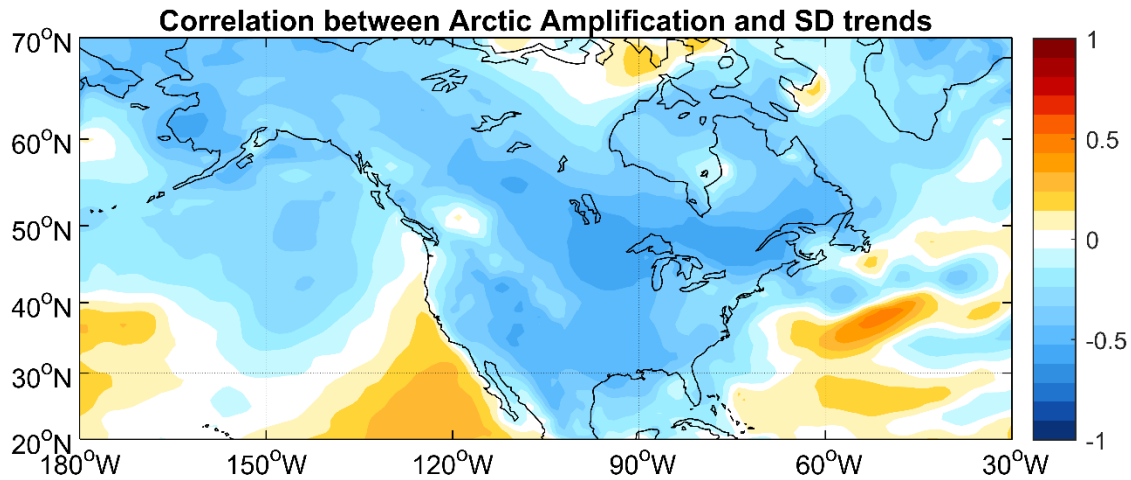 Correlation between Arctic Amplification and SD trends
70°N
60°N
50°N
40°N
30°N
20°N
180°W
150°W
120°W
90°W
60°W
30°W
1
0.5
0
-0.5
-1